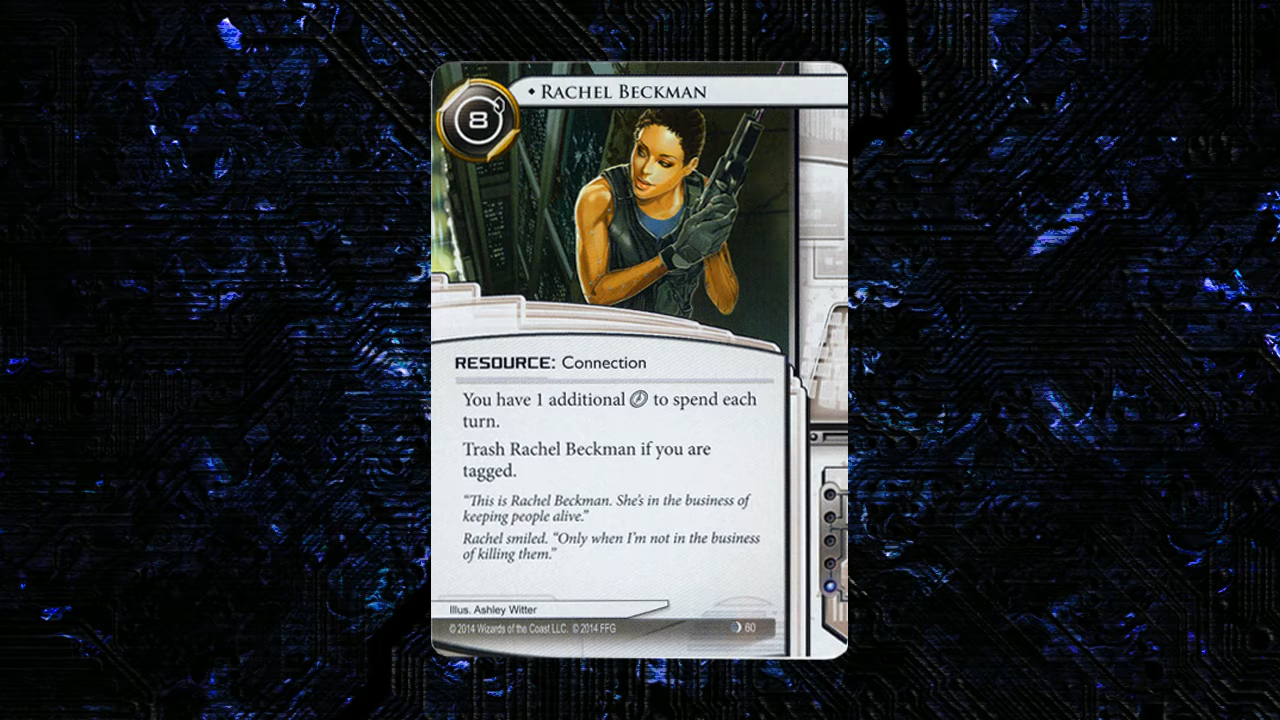 8
• Rachel Beckman
RESOURCE: Connection
You have 1 additional to spend each
turn.
Trash Rachel Beckman if you are
tagged.
“This is Rachel Beckman. She’s in the business of
keeping people alive.”
Rachel smiled. “Only when I’m not in the business
of killing them.”
Illus. Ashley Witter
© 2014 Wizards of the Coast LLC. © 2014 FFG
60